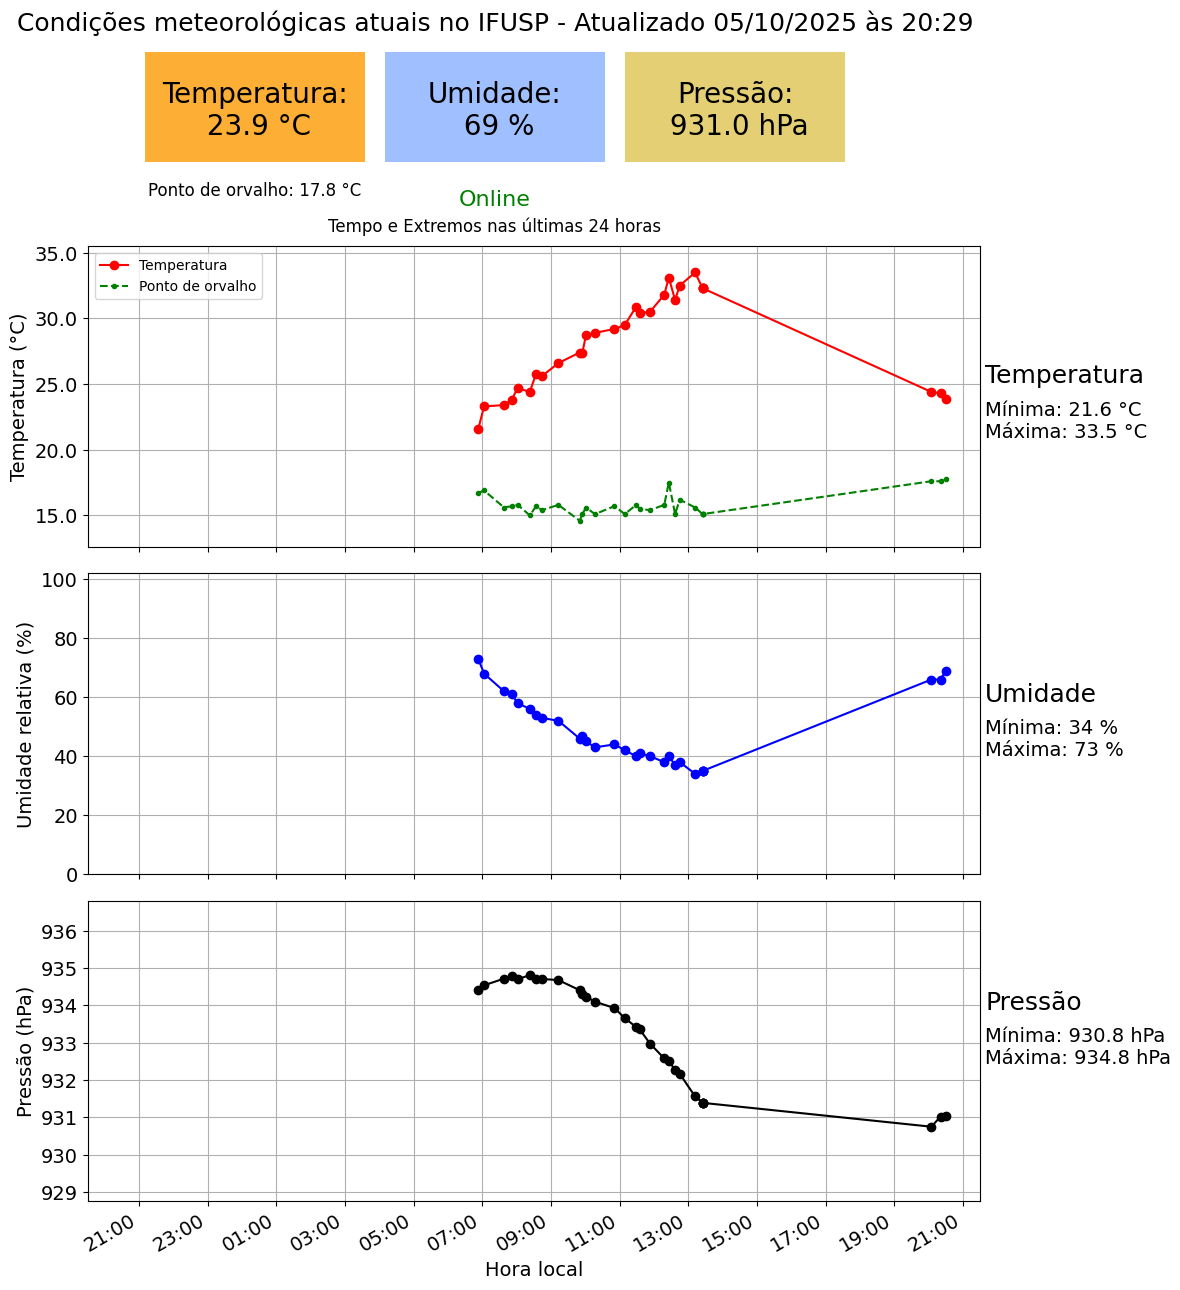 Condições meteorológicas atuais no IFUSP - Atualizado 05/10/2025 às 20:29
Temperatura:
23.9 °C
Umidade:
69 %
Pressão:
931.0 hPa
Ponto de orvalho: 17.8 °C
Online
Tempo e Extremos nas últimas 24 horas
Temperatura (°C)
35.0
30.0
25.0
20.0
15.0
Temperatura
Ponto de orvalho
Temperatura
Mínima: 21.6 °C
Máxima: 33.5 °C
Umidade relativa (%)
100
80
60
40
20
0
Umidade
Mínima: 34 %
Máxima: 73 %
Pressão (hPa)
936
935
934
933
932
931
930
929
Pressão
Mínima: 930.8 hPa
Máxima: 934.8 hPa
21:00 23:00 01:00 03:00 05:00 07:00 09:00 11:00 13:00 15:00 17:00 19:00 21:00
Hora local